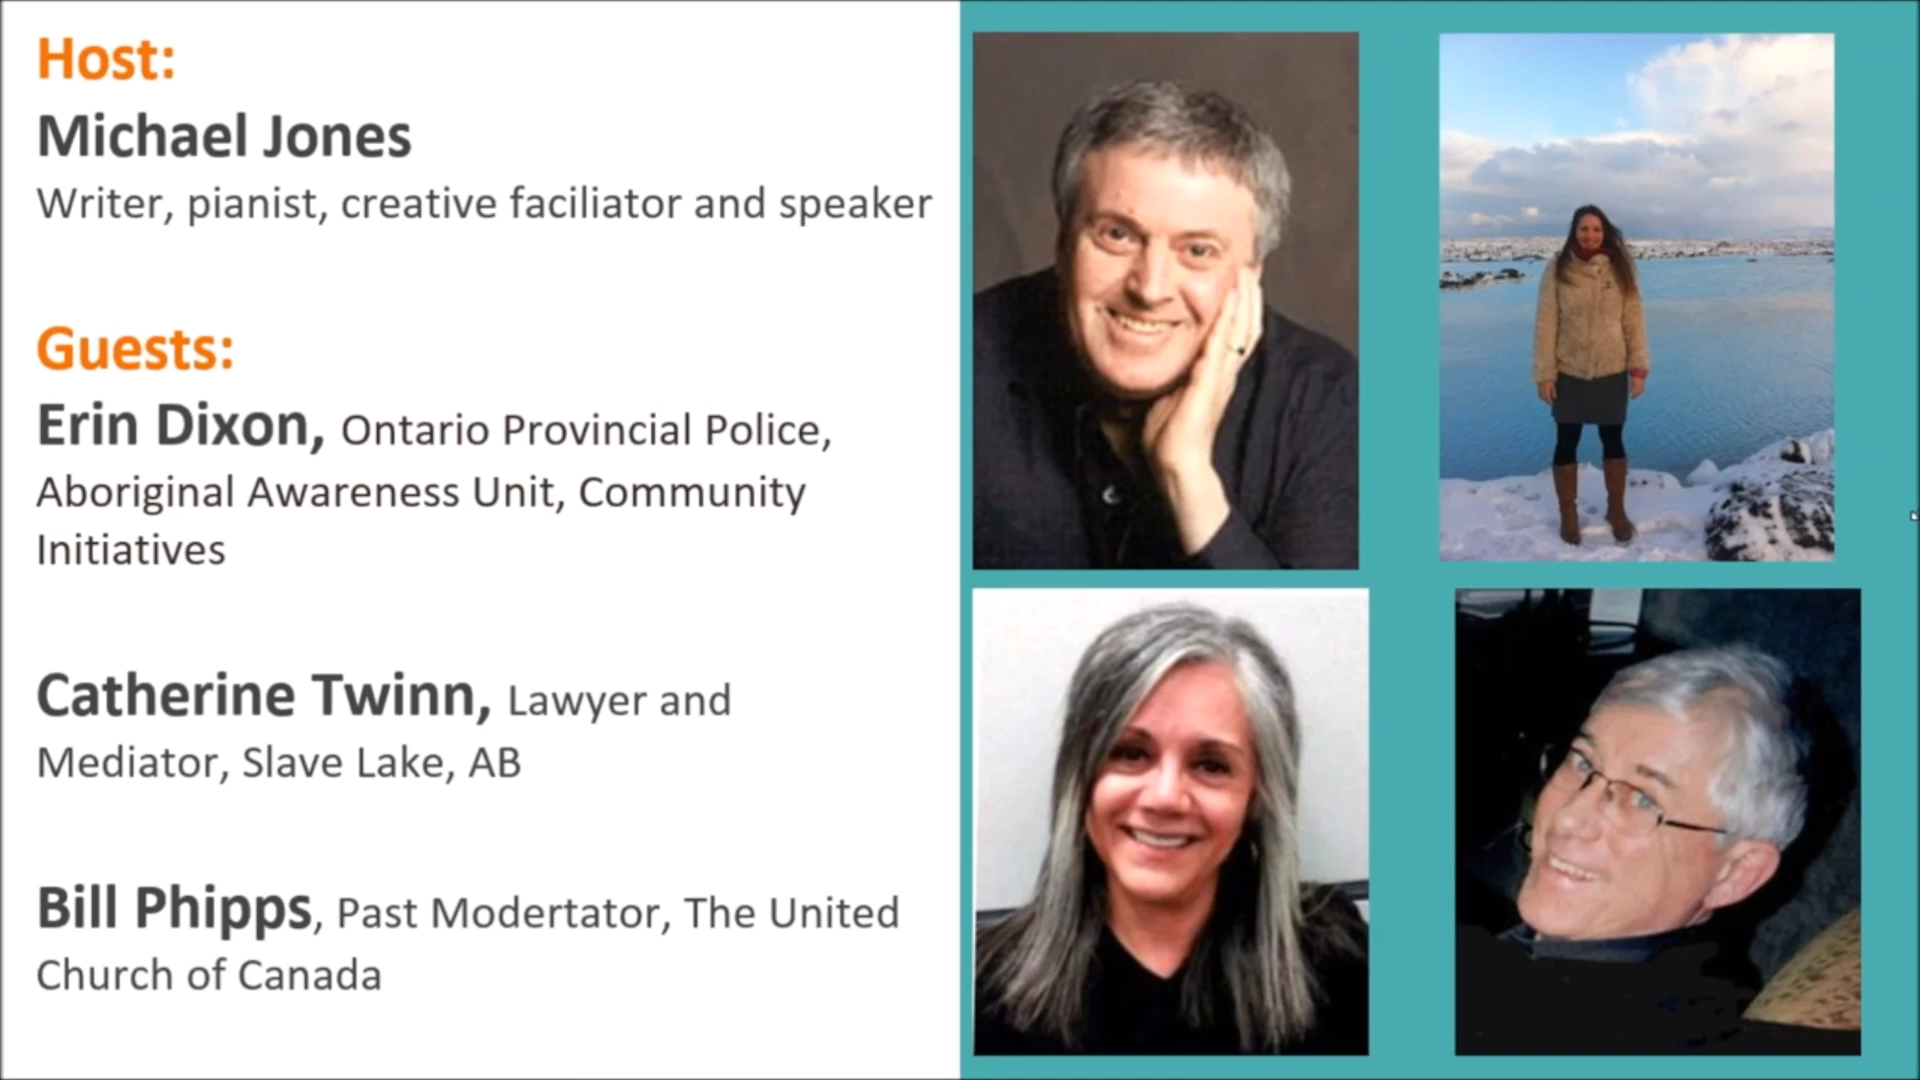 Host:
Michael Jones
Writer, pianist, creative faciliator and speaker
Guests:
Erin Dixon, Ontario Provincial Police,
Aboriginal Awareness Unit, Community
Initiatives
Catherine Twinn, Lawyer and
Mediator, Slave Lake, AB
Bill Phipps, Past Modertator, The United
Church of Canada